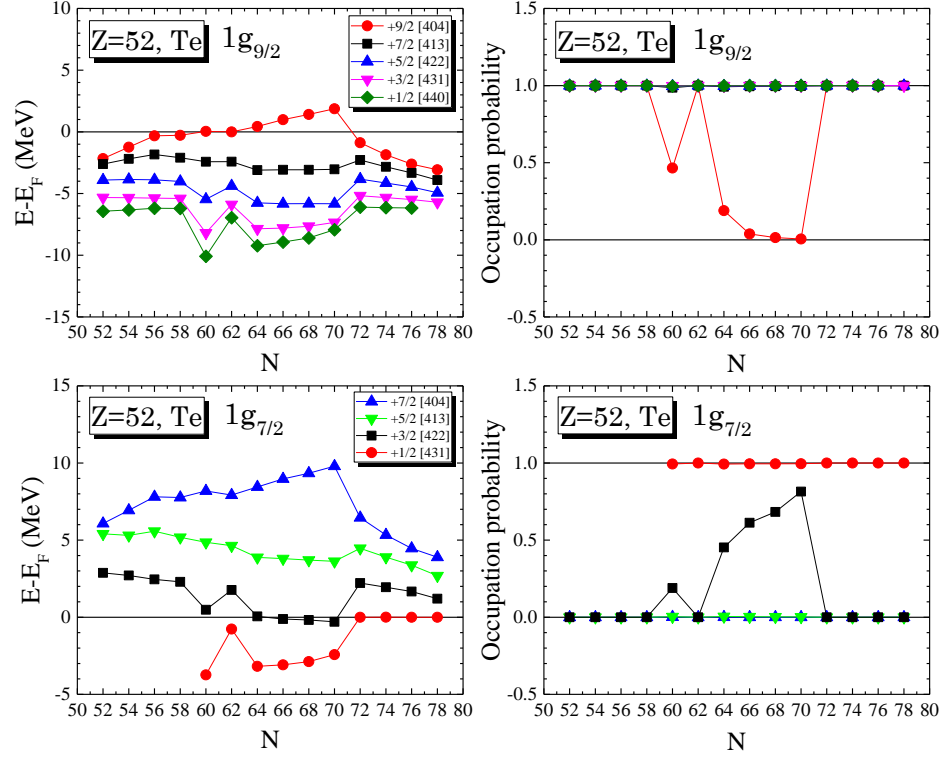 Z=52, Te
1g9/2
+9/2 [404]
+7/2 [413]
+5/2 [422]
+3/2 [431]
+1/2 [440]
E-EF (MeV)
10
5
0
-5
-10
-15
50 52 54 56 58 60 62 64 66 68 70 72 74 76 78 80
N
Z=52, Te
1g9/2
Occupation probability
1.5
1.0
0.5
0.0
-0.5
50 52 54 56 58 60 62 64 66 68 70 72 74 76 78 80
N
Z=52, Te
1g7/2
+7/2 [404]
+5/2 [413]
+3/2 [422]
+1/2 [431]
E-EF (MeV)
15
10
5
0
-5
50 52 54 56 58 60 62 64 66 68 70 72 74 76 78 80
N
Z=52, Te
1g7/2
Occupation probability
1.5
1.0
0.5
0.0
-0.5
50 52 54 56 58 60 62 64 66 68 70 72 74 76 78 80
N